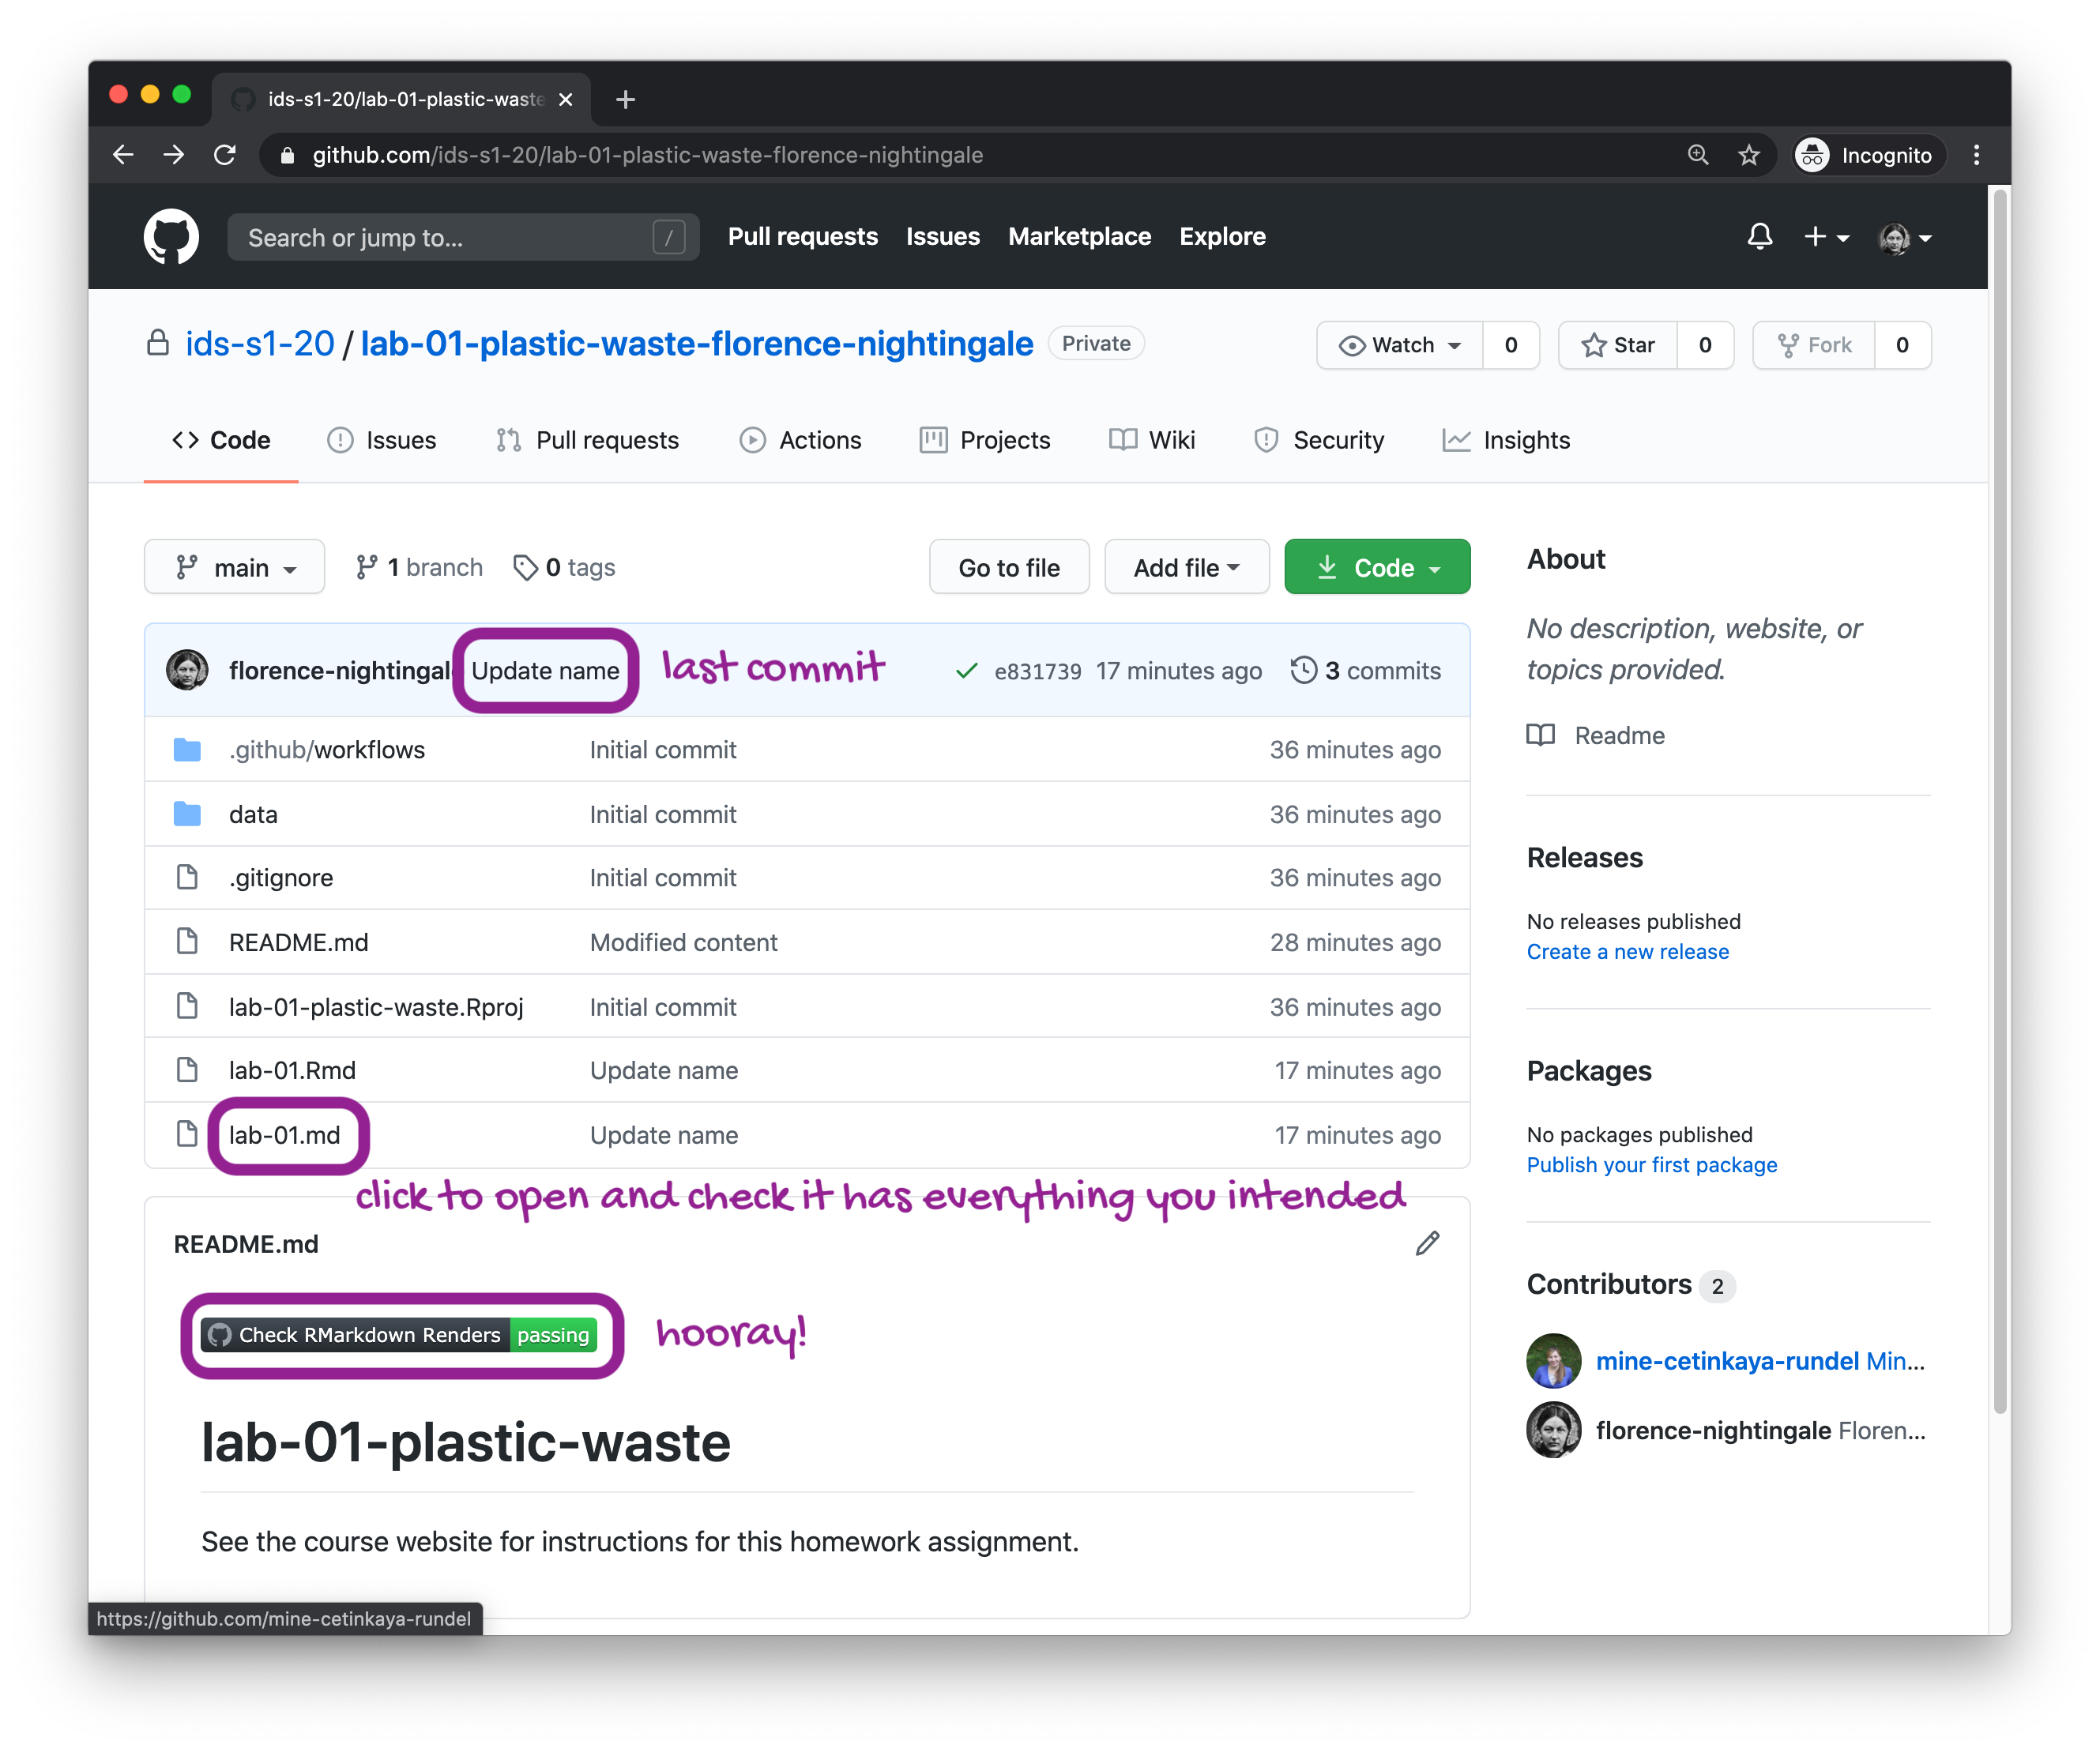 ids-s1-20/lab-01-plastic-waste
github.com/ids-s1-20/lab-01-plastic-waste-florence-nightingale
Incognito
Search or jump to...
/
Pull requests Issues Marketplace Explore
ids-s1-20 / lab-01-plastic-waste-florence-nightingale Private
Watch 0 Star 0 Fork 0
Code Issues Pull requests Actions Projects Wiki Security Insights
main 1 branch 0 tags Go to file Add file Code
florence-nightingale Update name last commit e831739 17 minutes ago 3 commits
.github/workflows Initial commit 36 minutes ago
data Initial commit 36 minutes ago
.gitignore Initial commit 36 minutes ago
README.md Modified content 28 minutes ago
lab-01-plastic-waste.Rproj Initial commit 36 minutes ago
lab-01.Rmd Update name 17 minutes ago
lab-01.md Update name 17 minutes ago
click to open and check it has everything you intended
README.md
Check RMarkdown Renders passing hooray!
lab-01-plastic-waste
See the course website for instructions for this homework assignment.
About
No description, website, or
topics provided.
Readme
Releases
No releases published
Create a new release
Packages
No packages published
Publish your first package
Contributors 2
mine-cetinkaya-rundel Min...
florence-nightingale Floren...
https://github.com/mine-cetinkaya-rundel